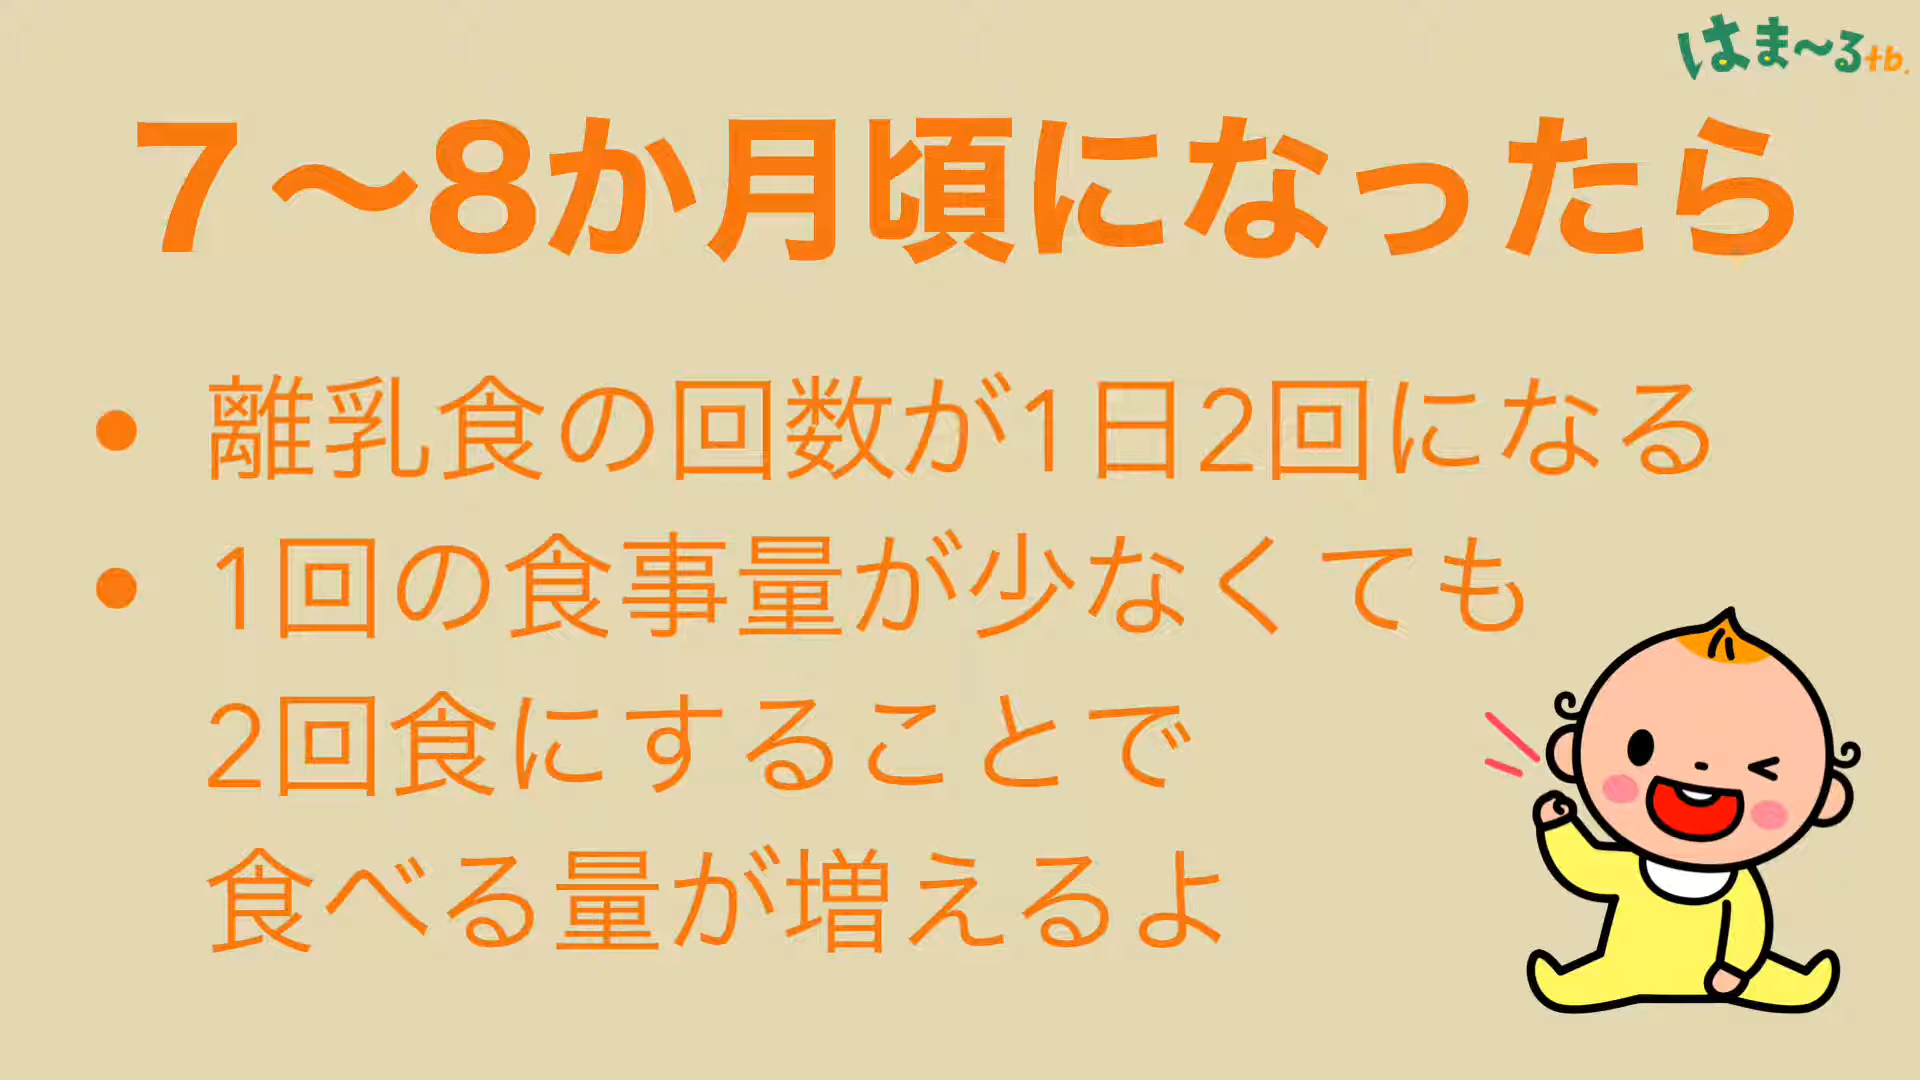 はま～るtb.
７～８か月頃になったら
• 離乳食の回数が1日2回になる
• 1回の食事量が少なくても
2回食にすることで
食べる量が増えるよ